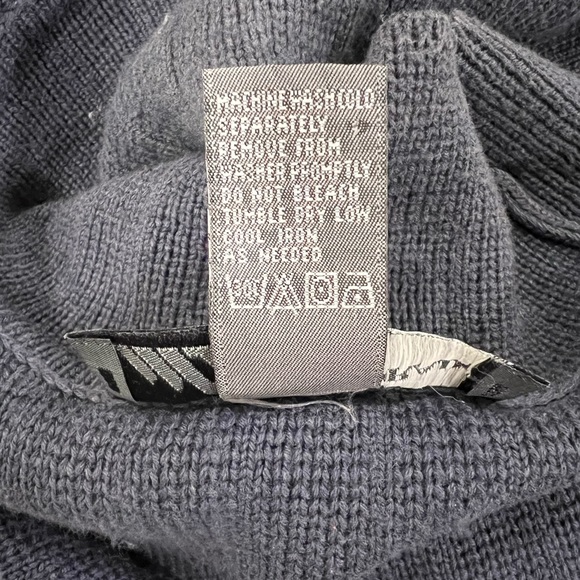 MACHINE WASH COLD
SEPARATELY
REMOVE FROM
WASHER PROMPTLY
DO NOT BLEACH
TUMBLE DRY LOW
COOL IRON
AS NEEDED